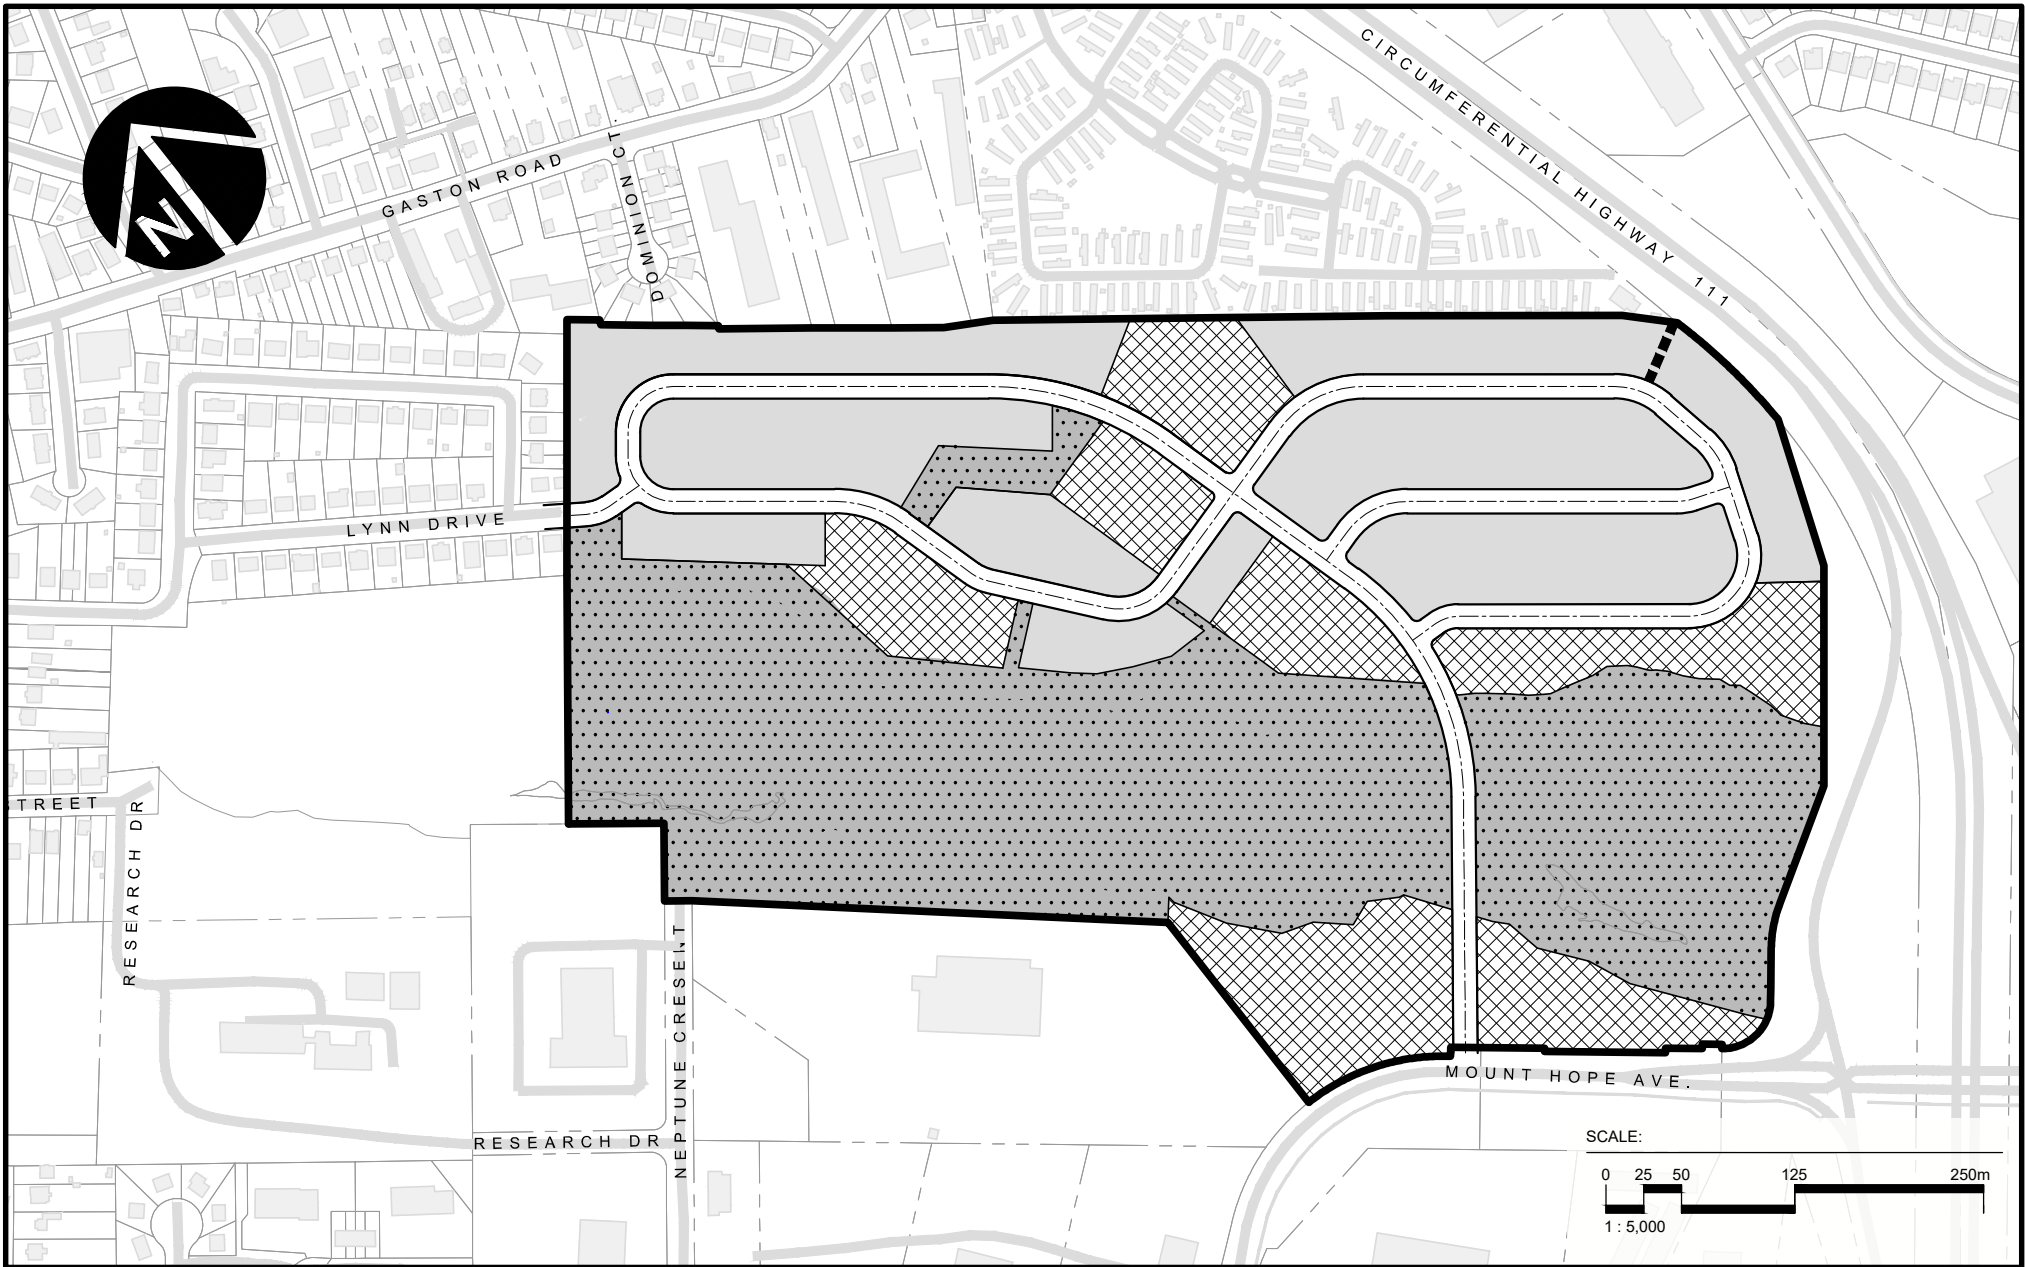 CIRCUMFERENTIAL HIGHWAY 111
GASTON ROAD
DOMINION CT.
N
LYNN DRIVE
STREET
RESEARCH DR
NEPTUNE CRESENT
RESEARCH DR
MOUNT HOPE AVE.
SCALE:
0 25 50 125 250m
1 : 5,000